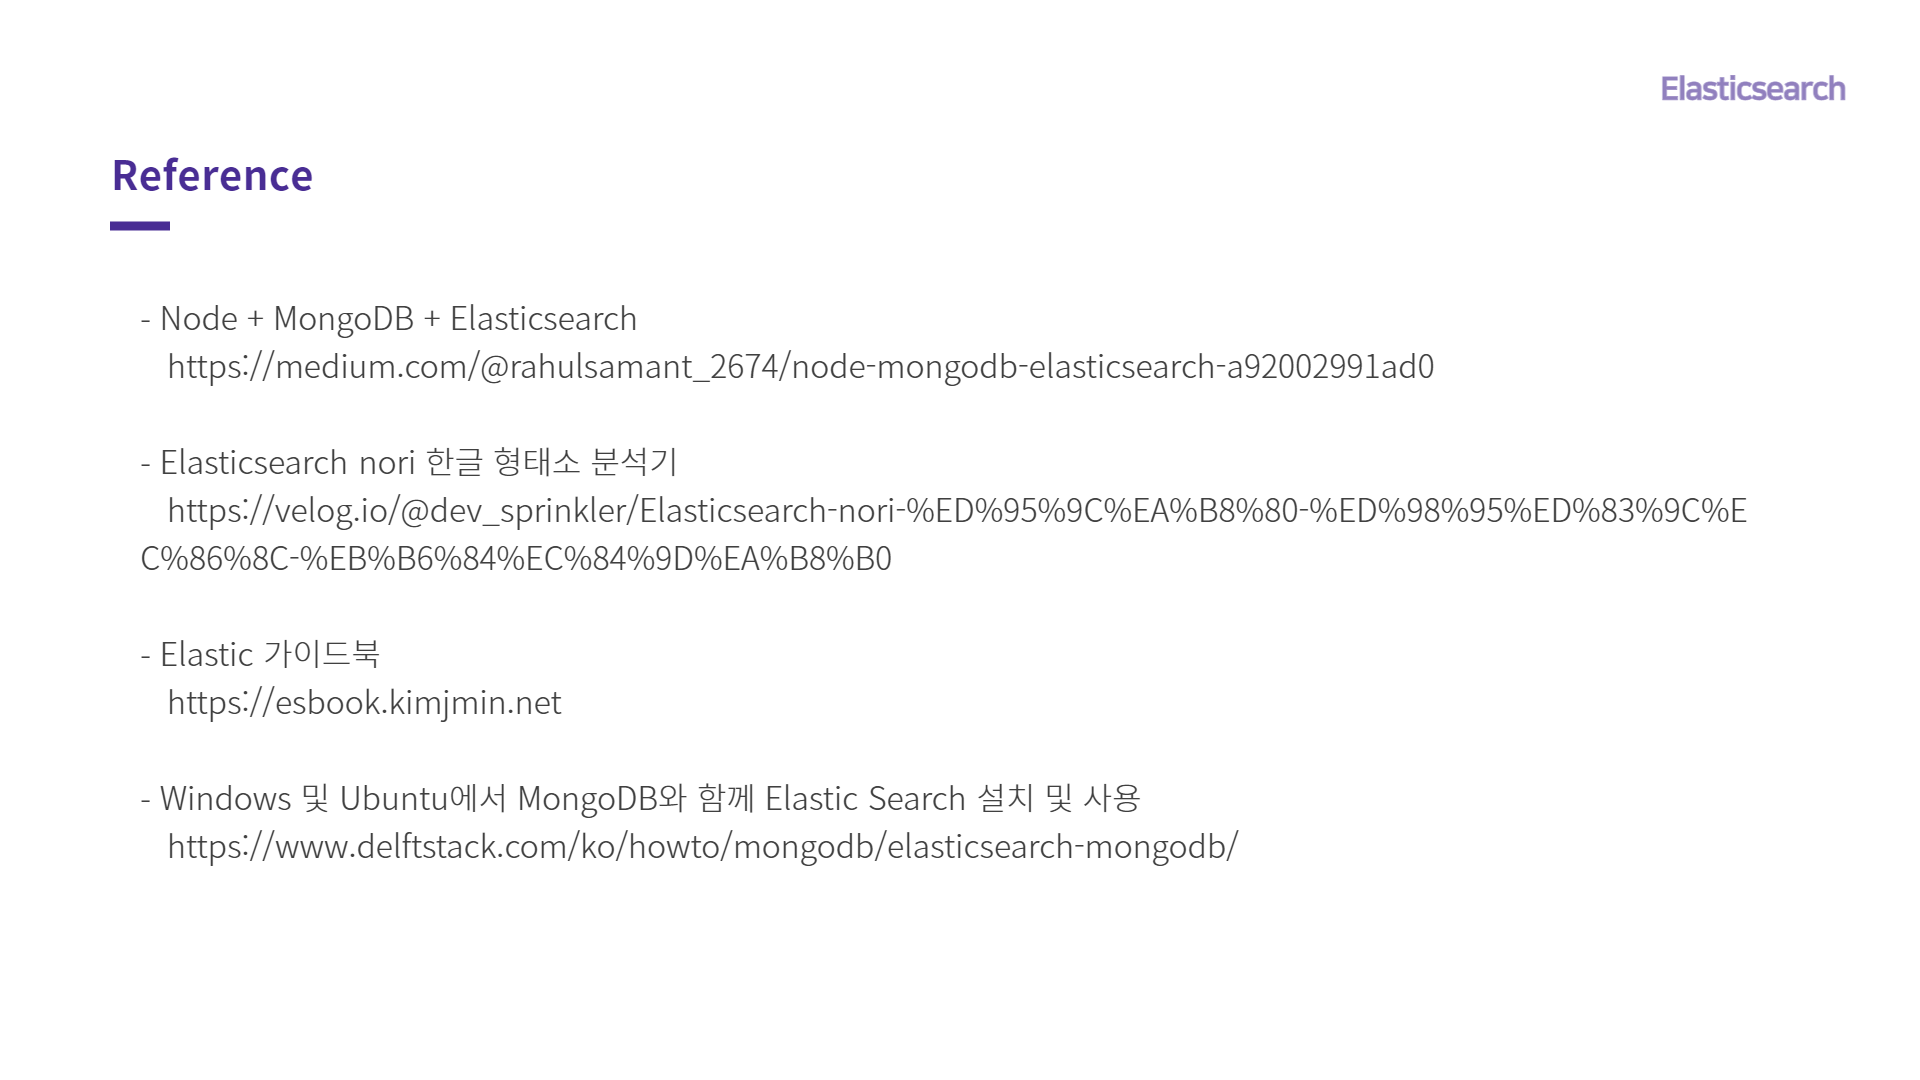 Elasticsearch
Reference
- Node + MongoDB + Elasticsearch
https://medium.com/@rahulsamant_2674/node-mongodb-elasticsearch-a92002991ad0
- Elasticsearch nori 한글 형태소 분석기
https://velog.io/@dev_sprinkler/Elasticsearch-nori-%ED%95%9C%EA%B8%80-%ED%98%95%ED%83%9C%E
C%86%8C-%EB%B6%84%EC%84%9D%EA%B8%B0
- Elastic 가이드북
https://esbook.kimjmin.net
- Windows 및 Ubuntu에서 MongoDB와 함께 Elastic Search 설치 및 사용
https://www.delftstack.com/ko/howto/mongodb/elasticsearch-mongodb/